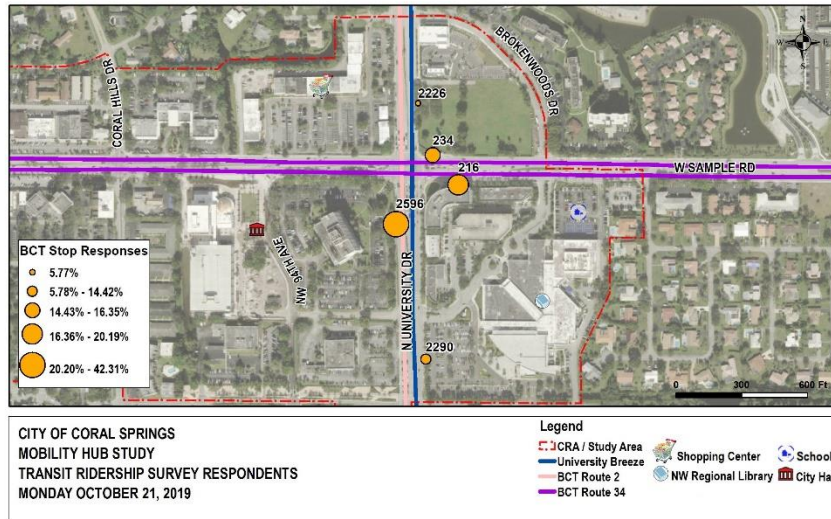 CORAL HILLS DR
BROKENWOODS DR
N
W E
S
2226
234
216
W SAMPLE RD
2596
NW 94TH AVE
N UNIVERSITY DR
2290
BCT Stop Responses
5.77%
5.78% - 14.42%
14.43% - 16.35%
16.36% - 20.19%
20.20% - 42.31%
0 300 600 Ft
CITY OF CORAL SPRINGS
MOBILITY HUB STUDY
TRANSIT RIDERSHIP SURVEY RESPONDENTS
MONDAY OCTOBER 21, 2019
Legend
CRA / Study Area
University Breeze
BCT Route 2
BCT Route 34
Shopping Center
NW Regional Library
School
City Ha